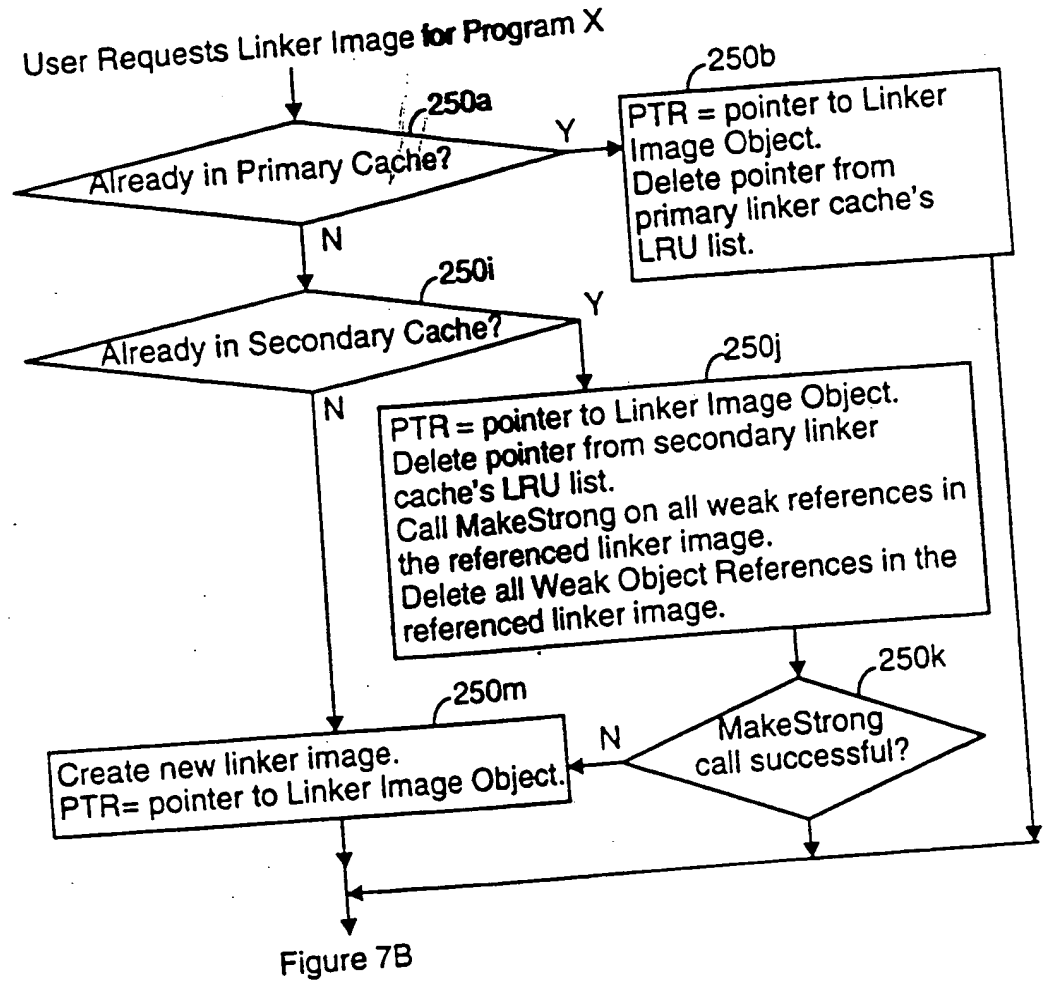 User Requests Linker Image for Program X
250a
Already in Primary Cache?
Y
N
250b
PTR = pointer to Linker
Image Object.
Delete pointer from
primary linker cache's
LRU list.
250i
Already in Secondary Cache?
Y
N
250j
PTR = pointer to Linker Image Object.
Delete pointer from secondary linker
cache's LRU list.
Call MakeStrong on all weak references in
the referenced linker image.
Delete all Weak Object References in the
referenced linker image.
250k
MakeStrong
call successful?
N
250m
Create new linker image.
PTR= pointer to Linker Image Object.
Figure 7B